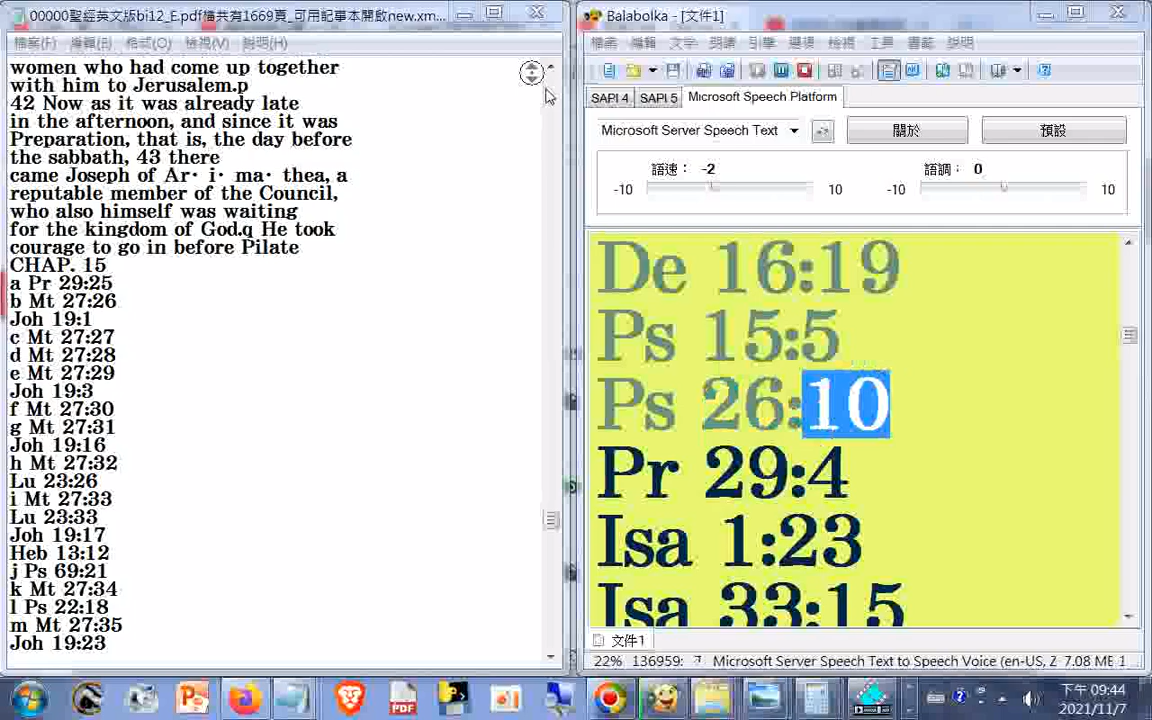 00000聖經英文版bi12_E.pdf檔共有1669頁_可用記事本開啟new.xm...
檔案(F) 編輯(E) 格式(O) 檢視(V) 說明(H)
women who had come up together
with him to Jerusalem.p
42 Now as it was already late
in the afternoon, and since it was
Preparation, that is, the day before
the sabbath, 43 there
came Joseph of Ar· i· ma· thea, a
reputable member of the Council,
who also himself was waiting
for the kingdom of God.q He took
courage to go in before Pilate
CHAP. 15
a Pr 29:25
b Mt 27:26
Joh 19:1
c Mt 27:27
d Mt 27:28
e Mt 27:29
Joh 19:3
f Mt 27:30
g Mt 27:31
Joh 19:16
h Mt 27:32
Lu 23:26
i Mt 27:33
Lu 23:33
Joh 19:17
Heb 13:12
j Ps 69:21
k Mt 27:34
l Ps 22:18
m Mt 27:35
Joh 19:23
Balabolka - [文件1]
檔案 編輯 文字 朗讀 引擎 選項 檢視 工具 書籤 說明
SAPI 4 SAPI 5 Microsoft Speech Platform
Microsoft Server Speech Text 關於 預設
語速： -2 語調： 0
-10 10 -10 10
De 16:19
Ps 15:5
Ps 26:10
Pr 29:4
Isa 1:23
Isa 33:15
文件1
22% 136959: 7 Microsoft Server Speech Text to Speech Voice (en-US, Z 7.08 ME 1
PDF
下午 09:44
2021/11/7